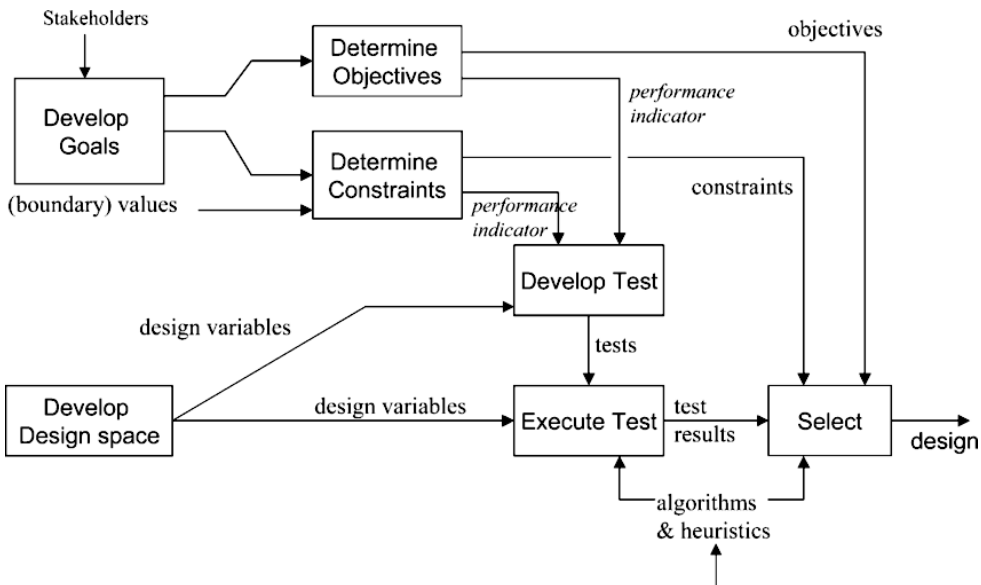 Stakeholders
objectives
Determine
Objectives
performance
indicator
Develop
Goals
Determine
Constraints
constraints
(boundary) values
performance
indicator
Develop Test
design variables
tests
Develop
Design space
design variables
Execute Test
test
results
Select
design
algorithms
& heuristics